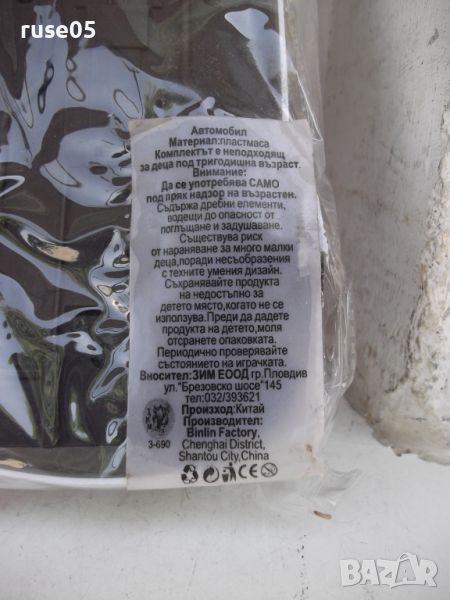 ruse05
Автомобил
Материал:пластмаса
Комплектът е неподходящ
за деца под тригодишна възраст.
Внимание:
Да се употребява САМО
под пряк надзор на възрастен.
Съдържа дребни елементи,
водещи до опасност от
поглъщане и задушаване.
Съществува риск
от нараняване за много малки
деца,поради несъобразения
с техните умения дизайн.
Съхранявайте продукта
на недостъпно за
детето място,когато не се
използува.Преди да дадете
продукта на детето,моля
отсранете опаковката.
Периодично проверявайте
състоянието на играчката.
Вносител:ЗИМ ЕООД гр.Пловдив
ул."Брезовско шосе"145
тел:032/393621
Произход:Китай
Производител:
Binlin Factory,
Chenghai District,
Shantou City,China
3-690
CE
BAZAR